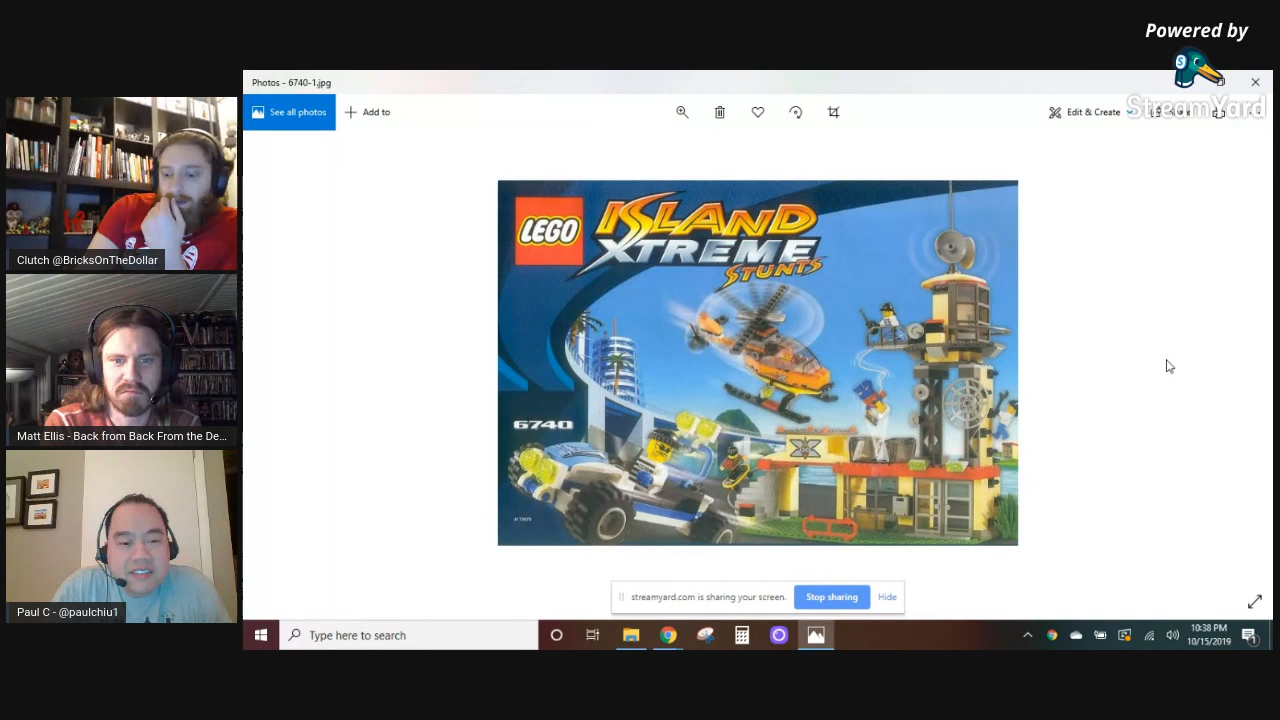 Powered by
StreamYard
Photos - 6740-1.jpg
See all photos
Add to
Edit & Create
LEGO
ISLAND
XTREME
STUNTS
6740
Clutch @BricksOnTheDollar
Matt Ellis - Back from Back From the De...
Paul C - @paulchiu1
streamyard.com is sharing your screen.
Stop sharing
Hide
Type here to search
10:38 PM
10/15/2019